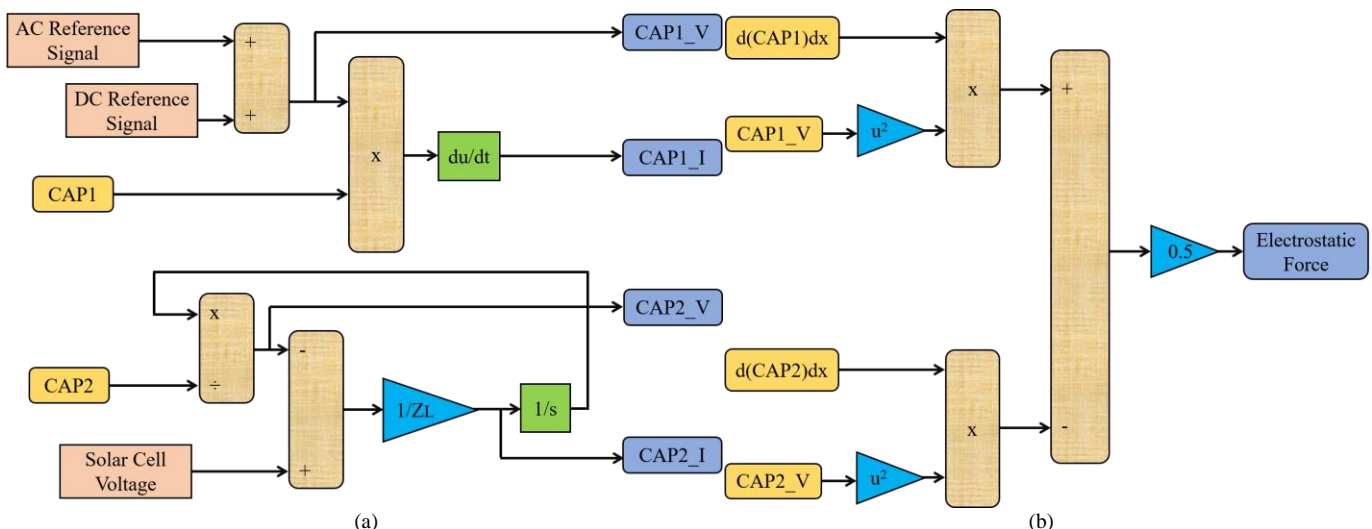 AC Reference
Signal
+
DC Reference
Signal
+
CAP1
x
du/dt
CAP1_V
CAP1_I
x
CAP2
÷
Solar Cell
Voltage
-
+
1/ZL
1/s
CAP2_V
CAP2_I
(a)
d(CAP1)dx
CAP1_V
u²
x
d(CAP2)dx
CAP2_V
u²
x
+
-
0.5
Electrostatic
Force
(b)